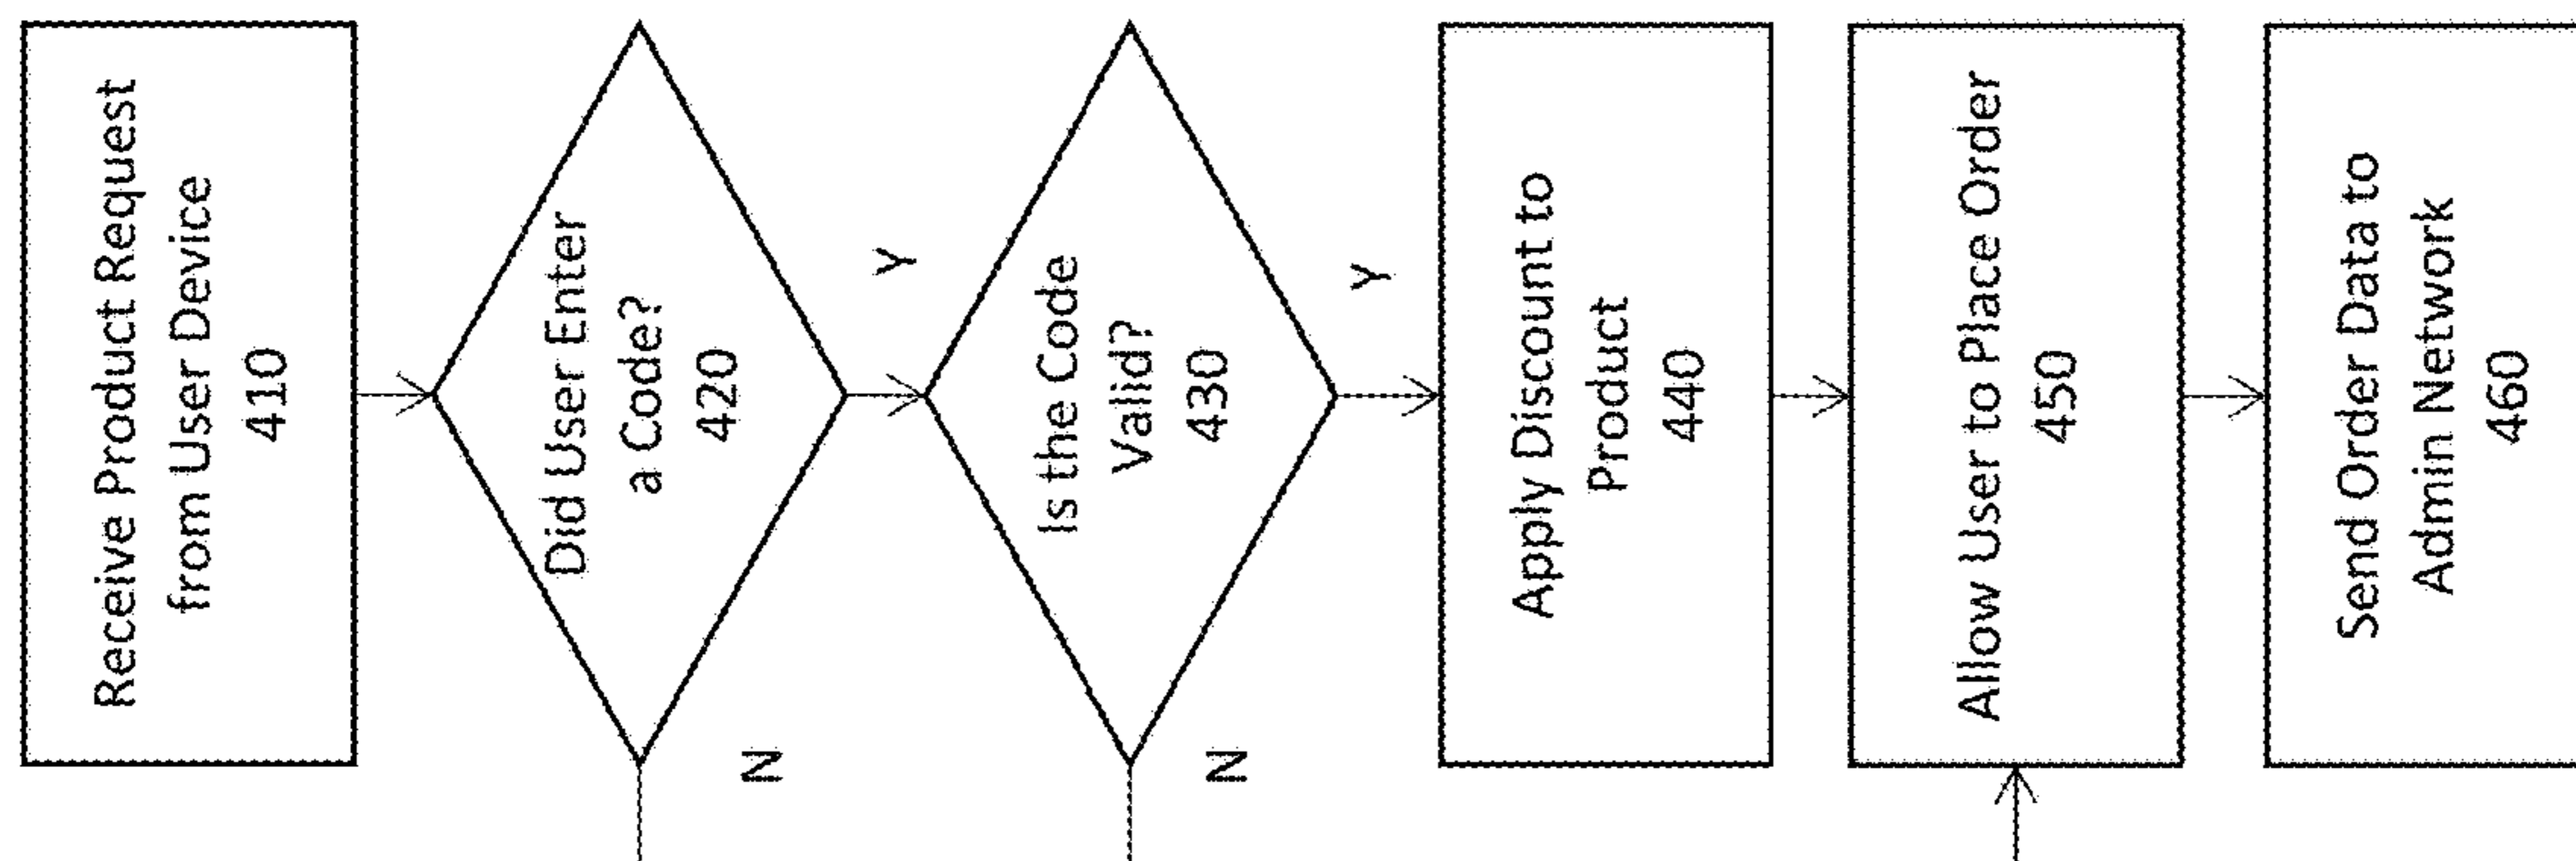 Receive Product Request
from User Device
410
Did User Enter
a Code?
420
Y
N
Is the Code
Valid?
430
Y
N
Apply Discount to
Product
440
Allow User to Place Order
450
Send Order Data to
Admin Network
460